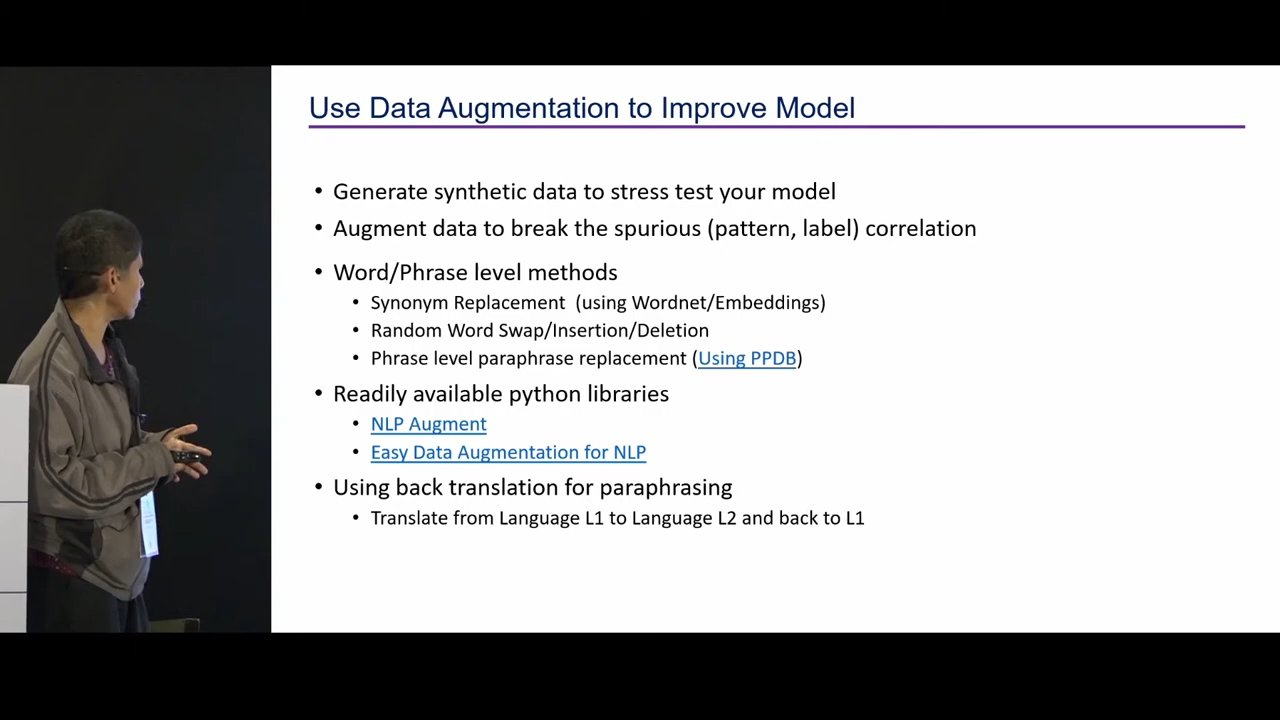 Use Data Augmentation to Improve Model
• Generate synthetic data to stress test your model
• Augment data to break the spurious (pattern, label) correlation
• Word/Phrase level methods
• Synonym Replacement (using Wordnet/Embeddings)
• Random Word Swap/Insertion/Deletion
• Phrase level paraphrase replacement (Using PPDB)
• Readily available python libraries
• NLP Augment
• Easy Data Augmentation for NLP
• Using back translation for paraphrasing
• Translate from Language L1 to Language L2 and back to L1